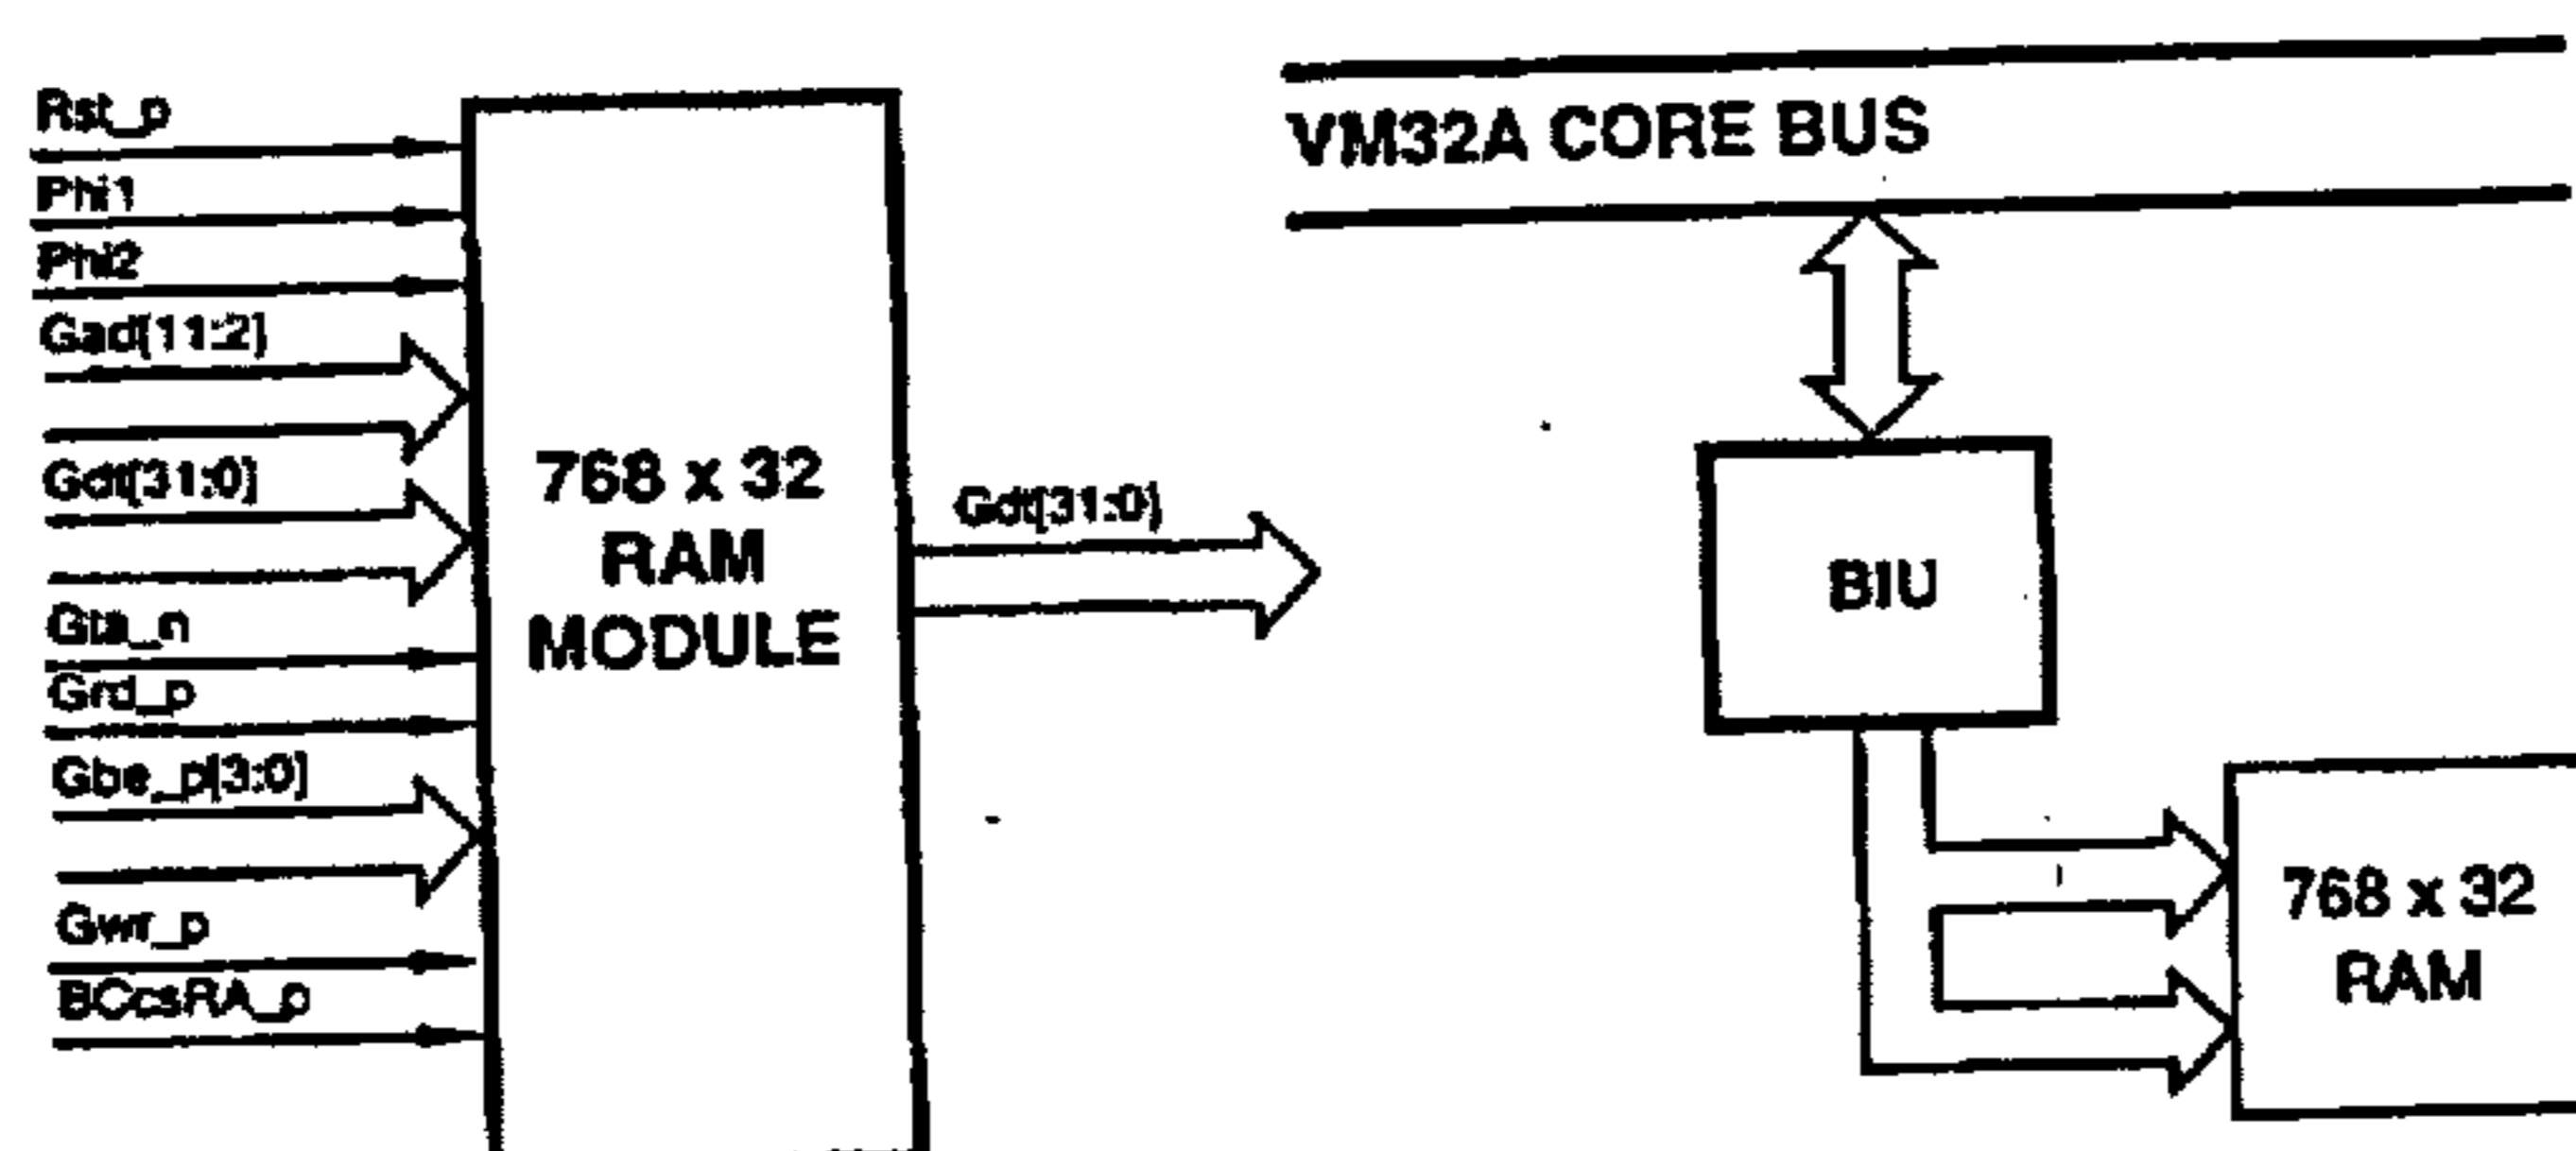 Rst_p
Phi1
Phi2
Gad[11:2]
Gdt[31:0]
Gta_n
Grd_p
Gbe_p[3:0]
Gwr_p
BCcsRA_p
768 x 32
RAM
MODULE
Gdt[31:0]
VM32A CORE BUS
BIU
768 x 32
RAM